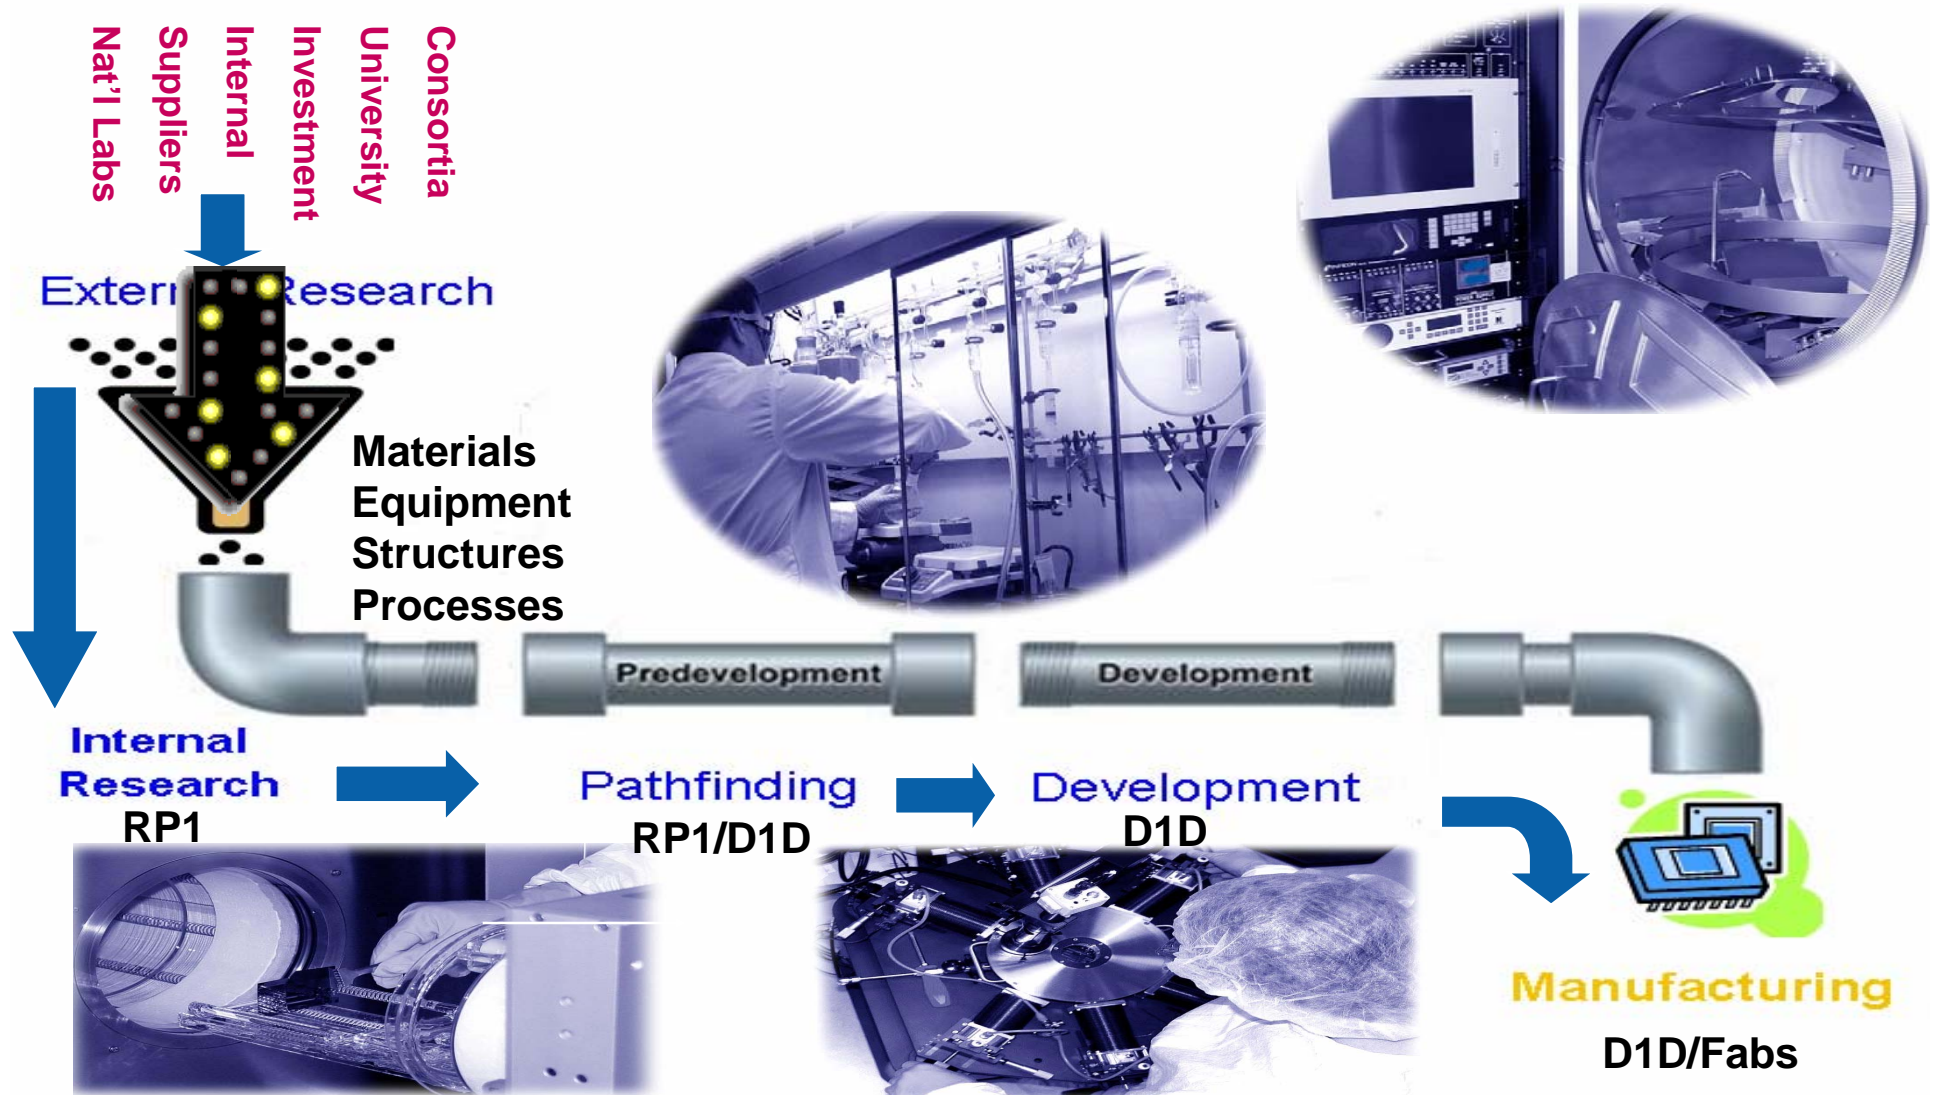 Nat'l Labs
Suppliers
Internal
Investment
University
Consortia
Research
Materials
Equipment
Structures
Processes
Predevelopment
Development
Internal
Research
RP1
Pathfinding
RP1/D1D
Development
D1D
Manufacturing
D1D/Fabs